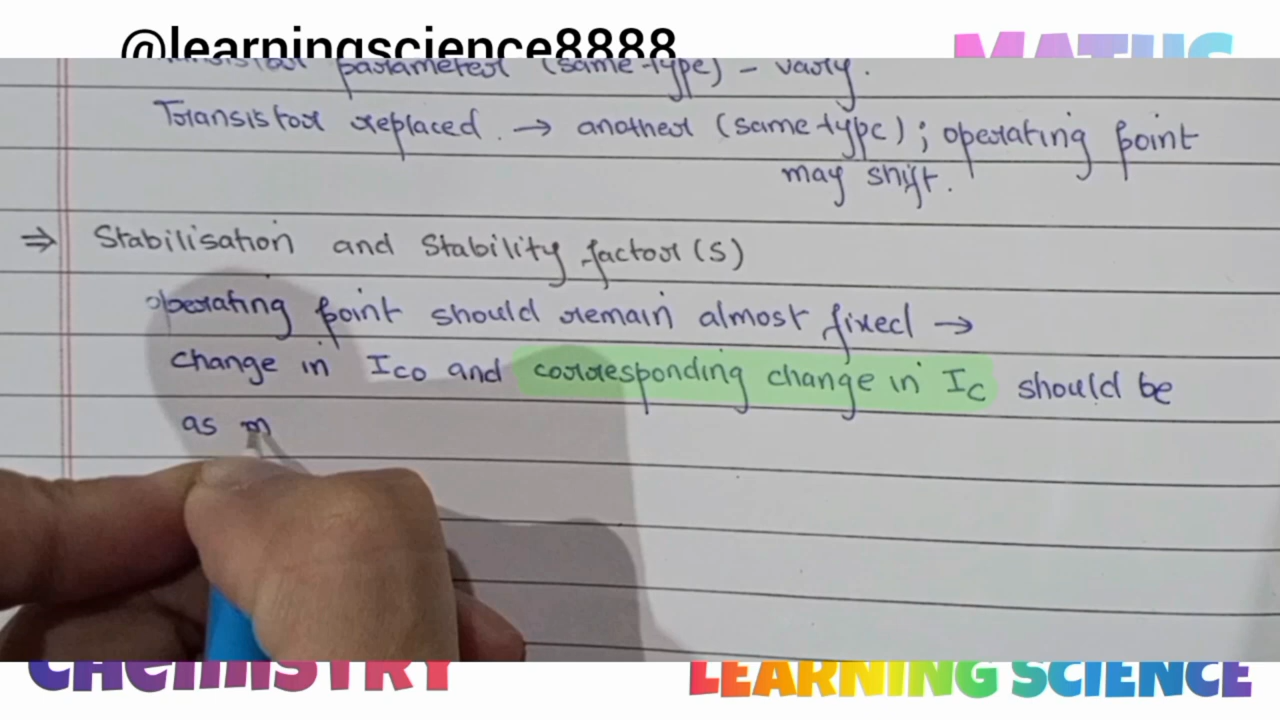 @learningscience8888
MATHS
parameter (same-type) - vary.
Transistor replaced. → another (same type) ; operating point
may shift.
⇒ Stabilisation and Stability factor (S)
operating point should remain almost fixed →
change in ICO and corresponding change in IC should be
as m
CHEMISTRY
LEARNING SCIENCE